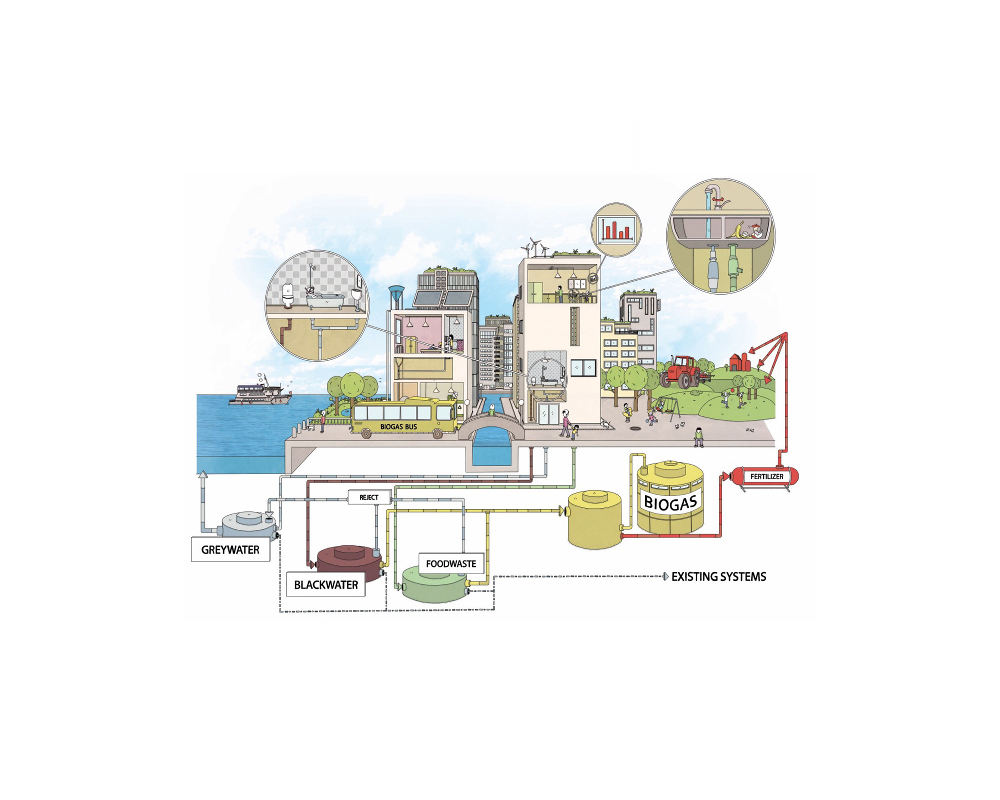 BIOGAS BUS
FERTILIZER
REJECT
BIOGAS
GREYWATER
FOODWASTE
EXISTING SYSTEMS
BLACKWATER